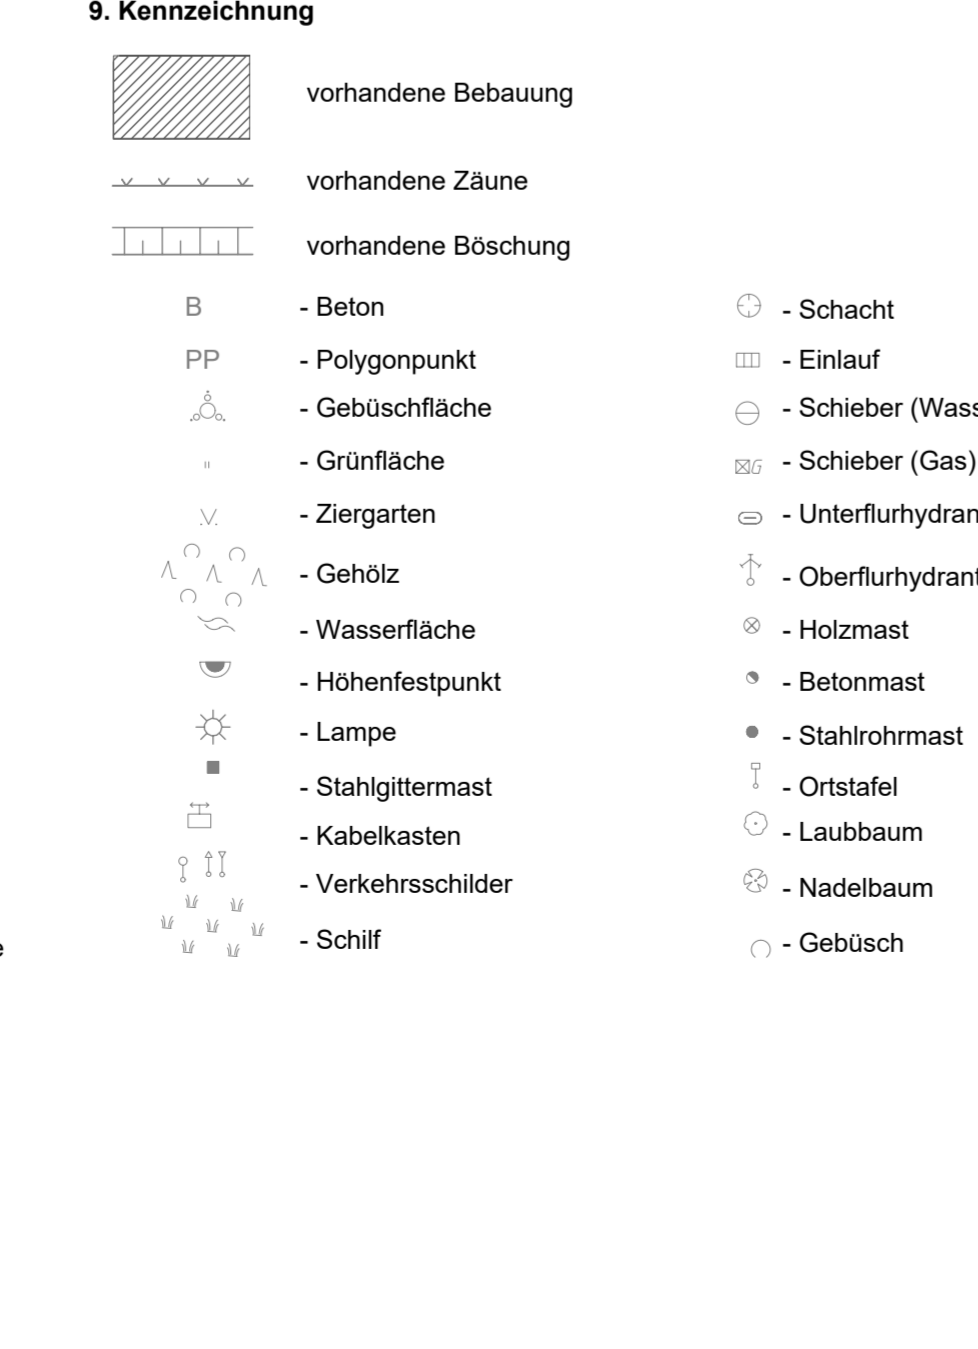 9. Kennzeichnung
vorhandene Bebauung
vorhandene Zäune
vorhandene Böschung
B - Beton
PP - Polygonpunkt
- Gebüschfläche
- Grünfläche
- Ziergarten
- Gehölz
- Wasserfläche
- Höhenfestpunkt
- Lampe
- Stahlgittermast
- Kabelkasten
- Verkehrsschilder
- Schilf
- Schacht
- Einlauf
- Schieber (Wass
G - Schieber (Gas)
- Unterflurhydran
- Oberflurhydrant
- Holzmast
- Betonmast
- Stahlrohrmast
- Ortstafel
- Laubbaum
- Nadelbaum
- Gebüsch